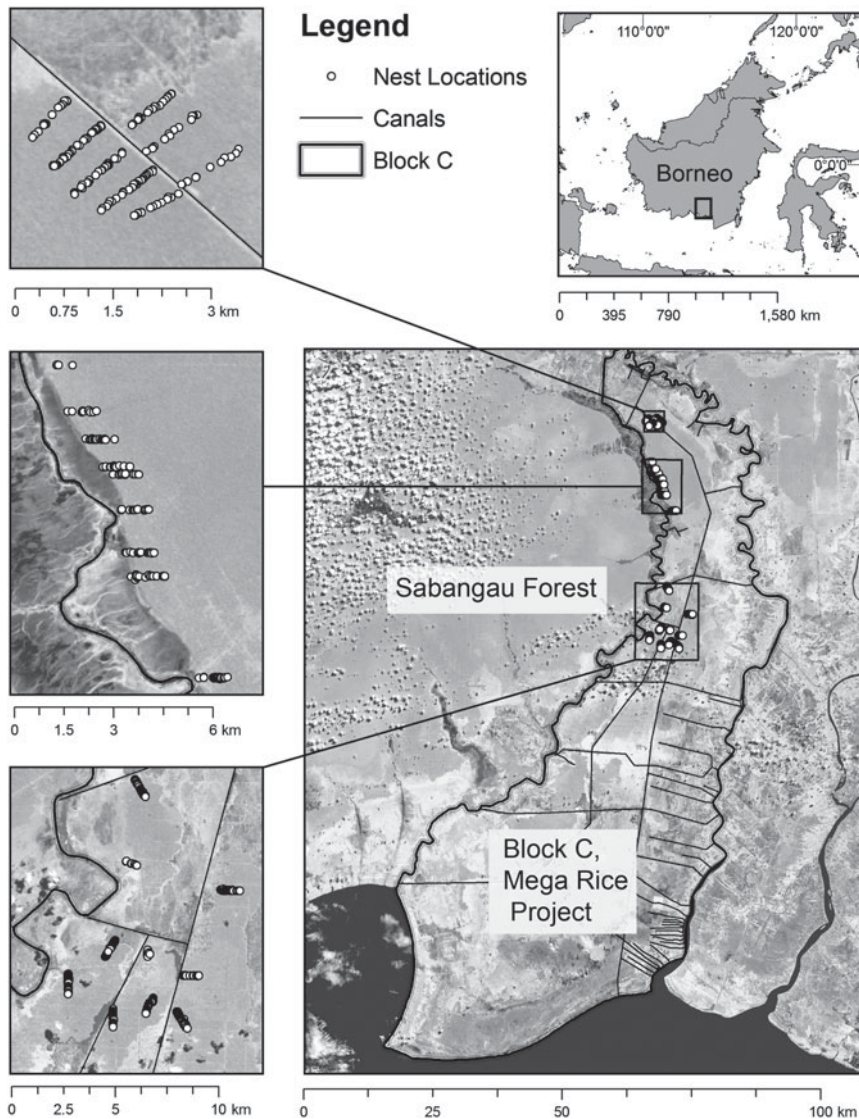 Legend
Nest Locations
Canals
Block C
0 0.75 1.5 3 km
110°0'0" 120°0'0"
Borneo
0°0'0"
0 395 790 1,580 km
0 1.5 3 6 km
Sabangau Forest
Block C,
Mega Rice
Project
0 2.5 5 10 km
0 25 50 100 km